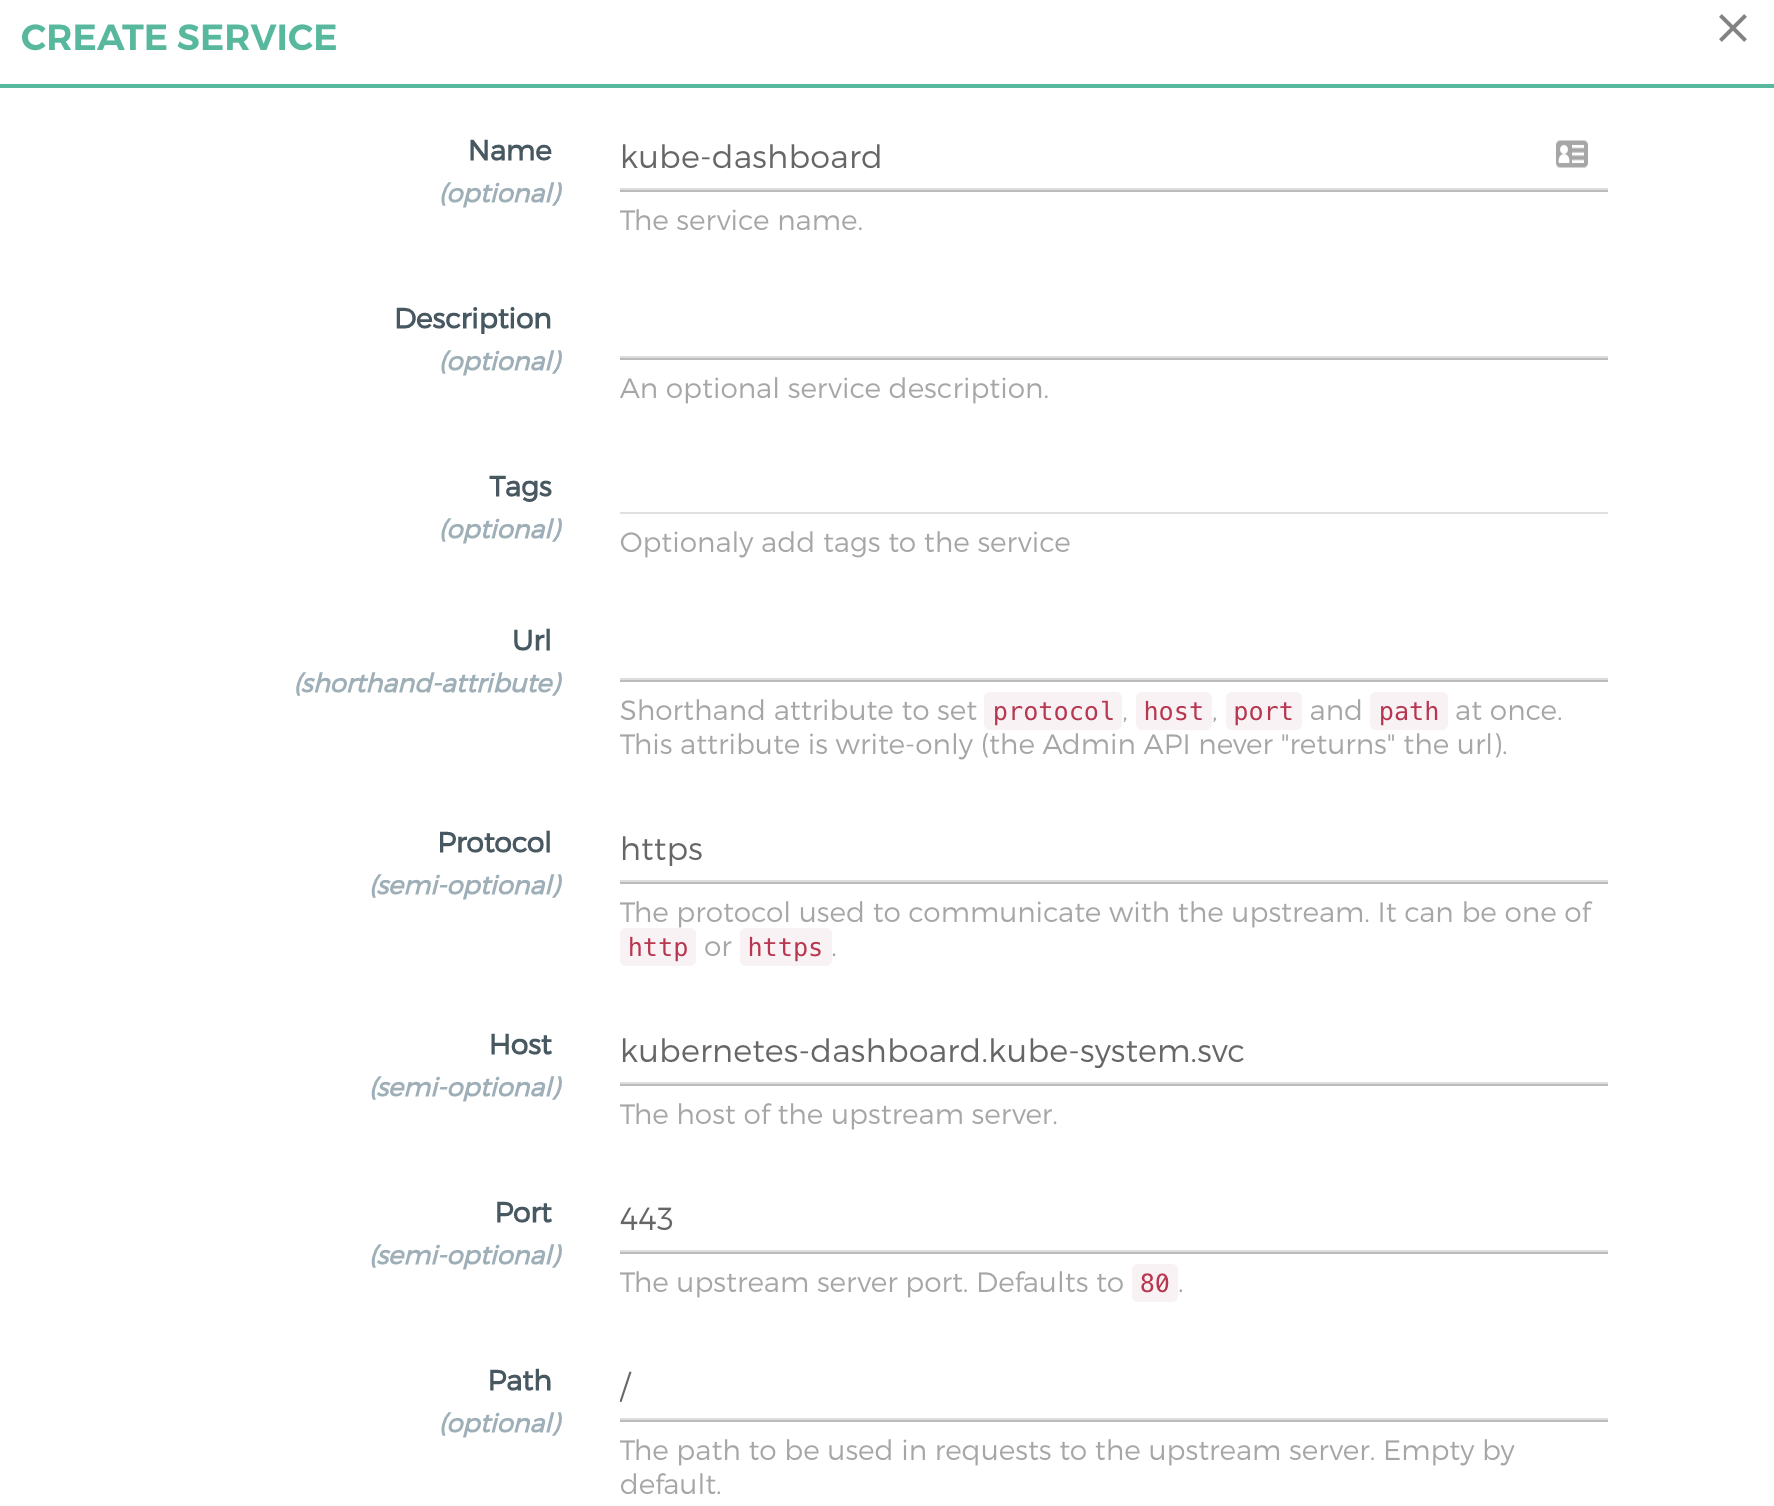 CREATE SERVICE
Name
(optional)
kube-dashboard
The service name.
Description
(optional)
An optional service description.
Tags
(optional)
Optionaly add tags to the service
Url
(shorthand-attribute)
Shorthand attribute to set protocol, host, port and path at once.
This attribute is write-only (the Admin API never "returns" the url).
Protocol
(semi-optional)
https
The protocol used to communicate with the upstream. It can be one of
http or https.
Host
(semi-optional)
kubernetes-dashboard.kube-system.svc
The host of the upstream server.
Port
(semi-optional)
443
The upstream server port. Defaults to 80.
Path
(optional)
/
The path to be used in requests to the upstream server. Empty by
default.